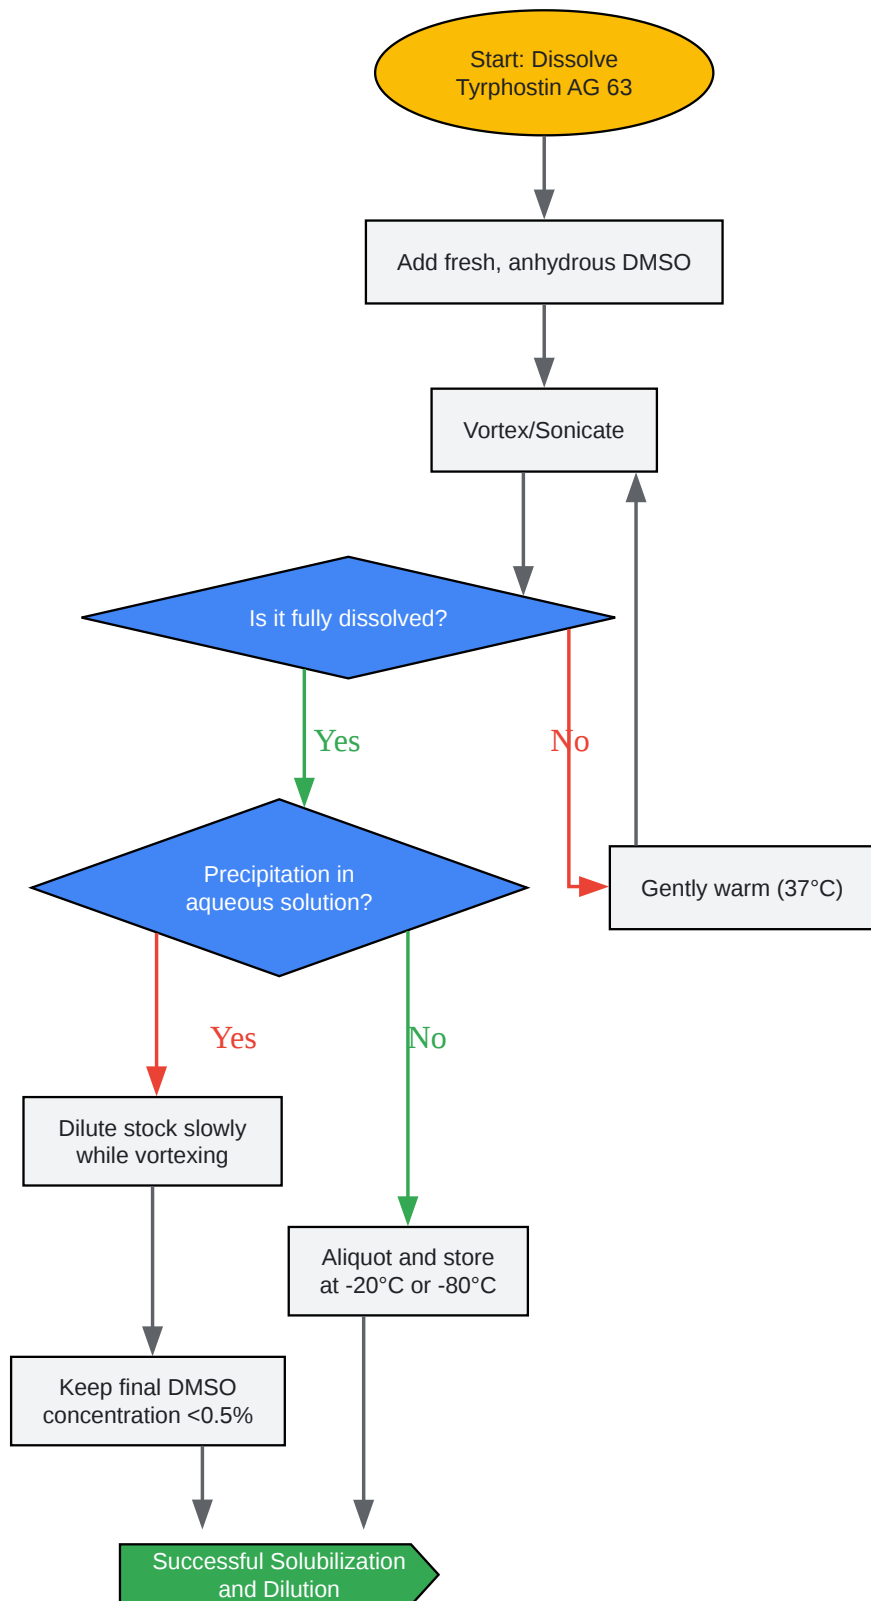 Start: Dissolve
Tyrphostin AG 63
Add fresh, anhydrous DMSO
Vortex/Sonicate
Is it fully dissolved?
Yes
No
Precipitation in
aqueous solution?
Gently warm (37°C)
Yes
No
Dilute stock slowly
while vortexing
Aliquot and store
at -20°C or -80°C
Keep final DMSO
concentration <0.5%
Successful Solubilization
and Dilution